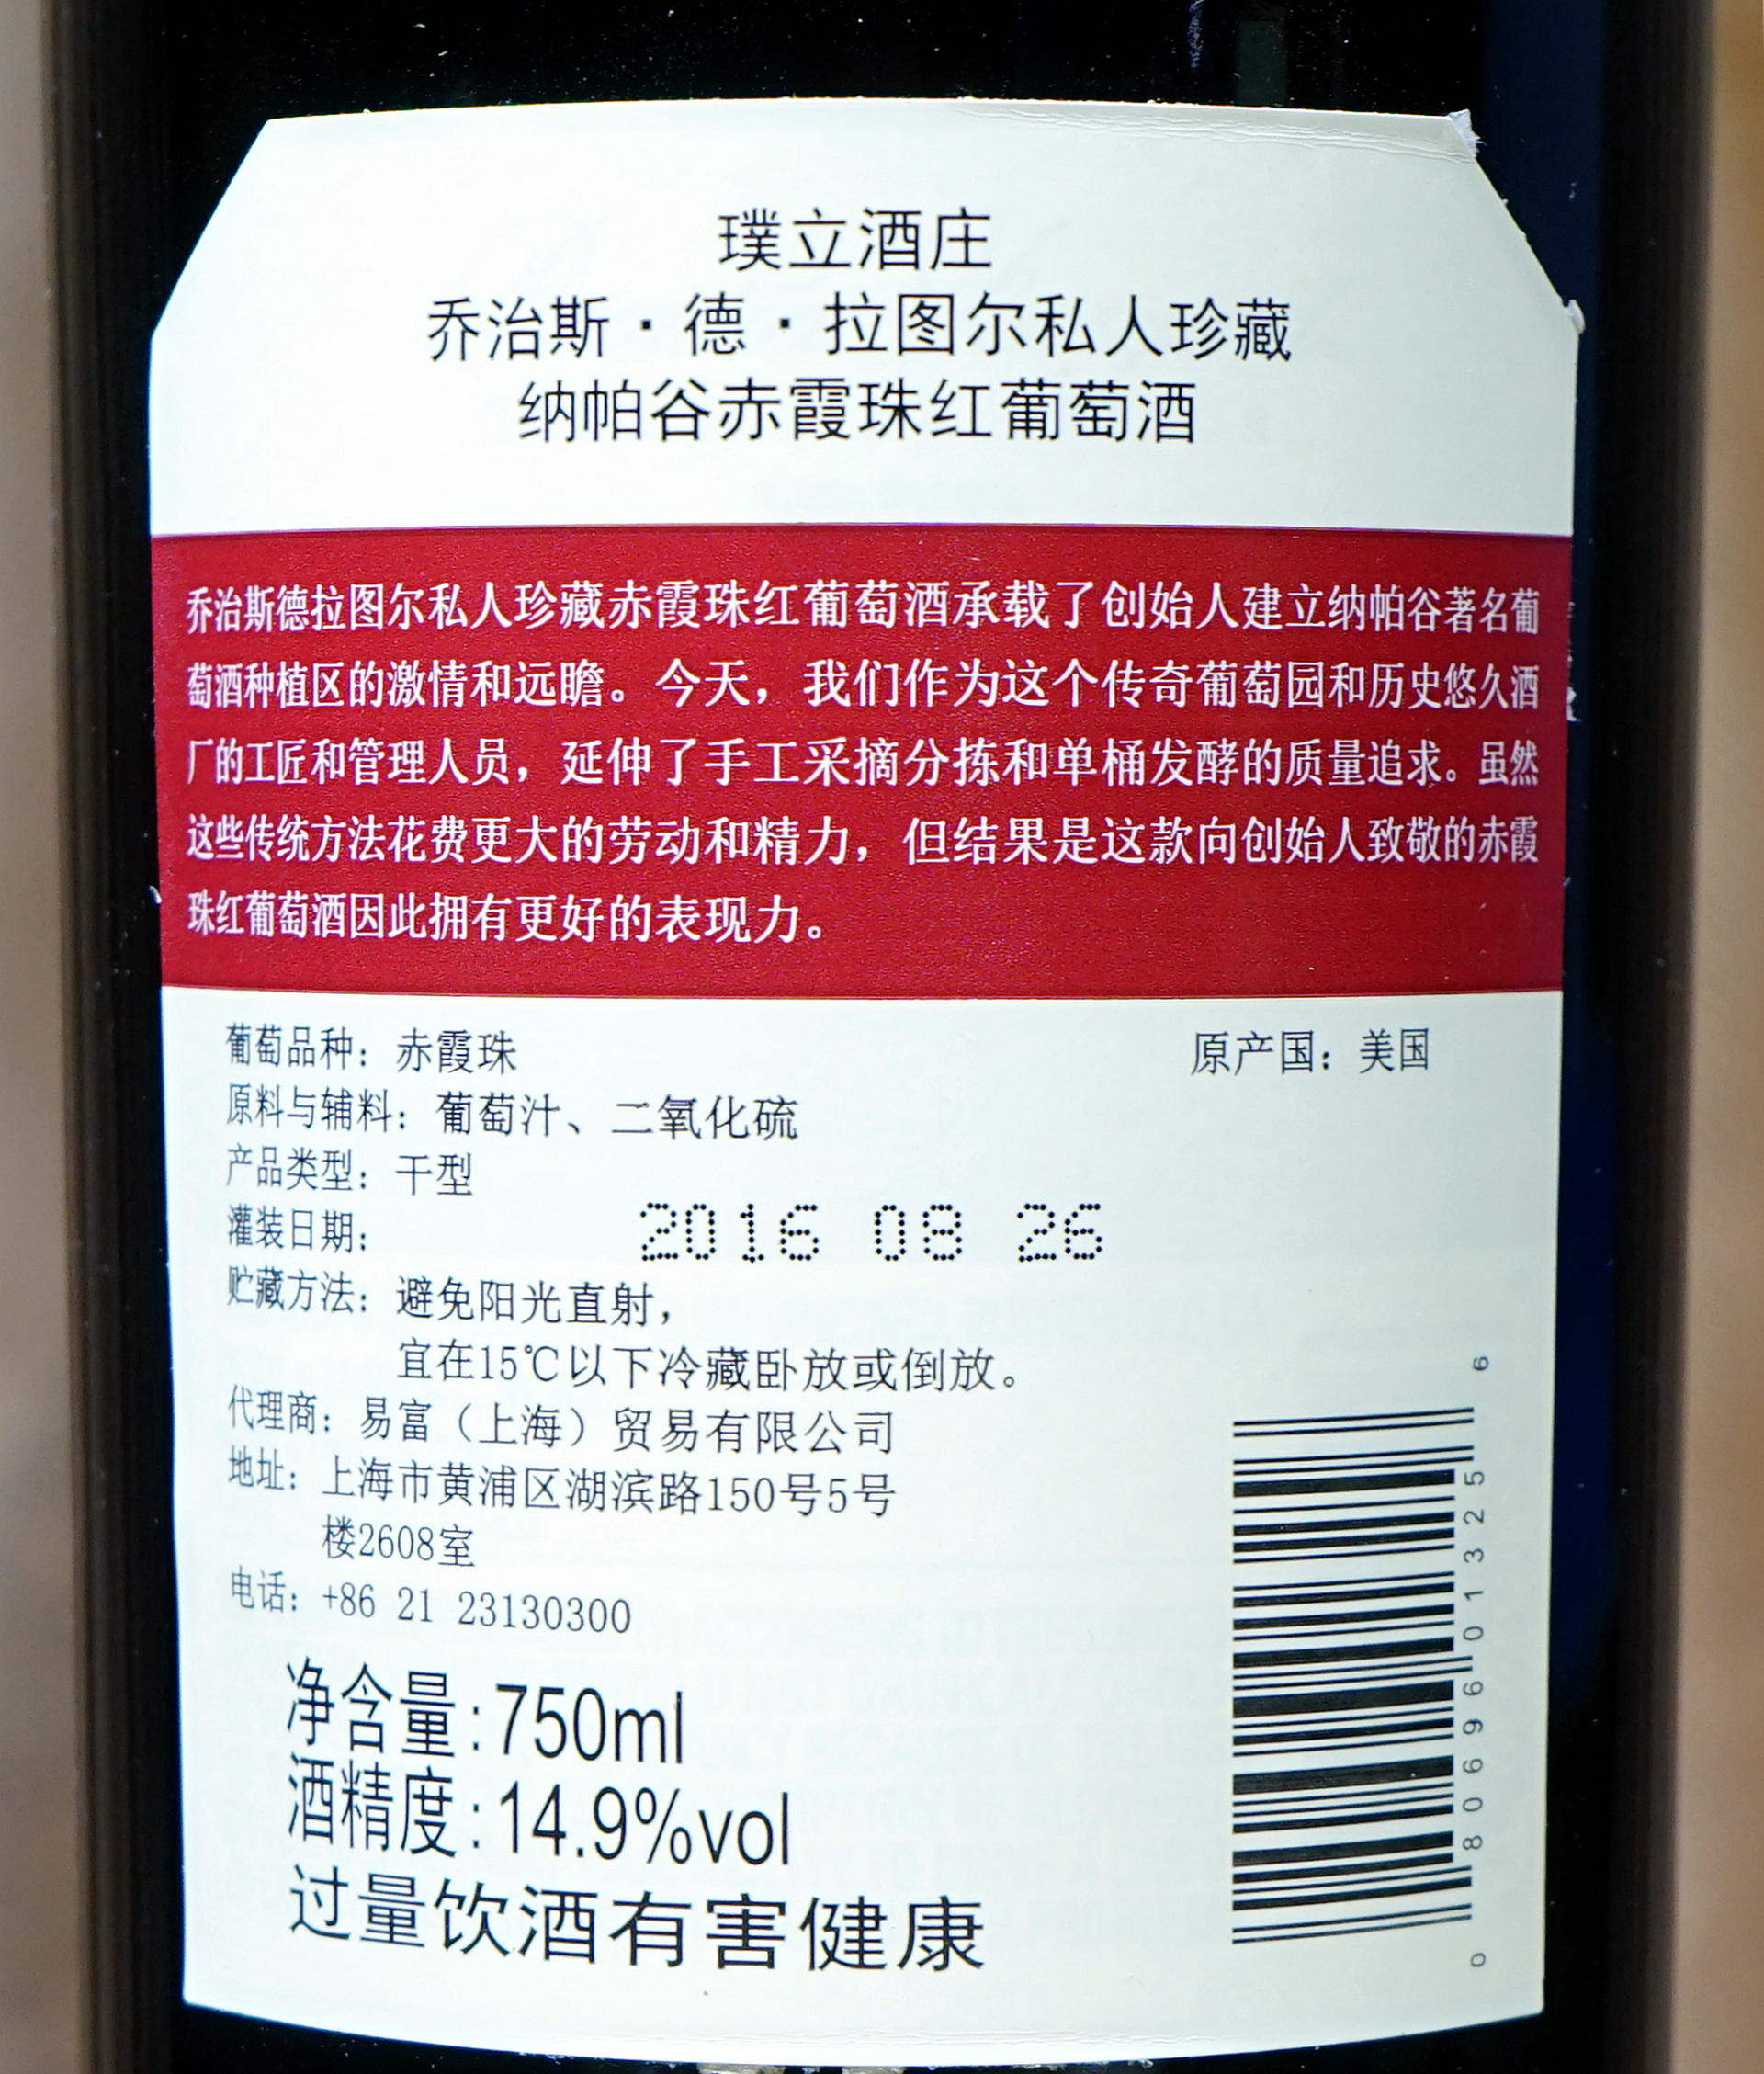 璞立酒庄
乔治斯·德·拉图尔私人珍藏
纳帕谷赤霞珠红葡萄酒
乔治斯德拉图尔私人珍藏赤霞珠红葡萄酒承载了创始人建立纳帕谷著名葡
萄酒种植区的激情和远瞻。今天，我们作为这个传奇葡萄园和历史悠久酒
厂的工匠和管理人员，延伸了手工采摘分拣和单桶发酵的质量追求。虽然
这些传统方法花费更大的劳动和精力，但结果是这款向创始人致敬的赤霞
珠红葡萄酒因此拥有更好的表现力。
葡萄品种：赤霞珠 原产国：美国
原料与辅料：葡萄汁、二氧化硫
产品类型：干型
灌装日期： 2016 08 26
贮藏方法：避免阳光直射，
宜在15℃以下冷藏卧放或倒放。
代理商：易富（上海）贸易有限公司
地址：上海市黄浦区湖滨路150号5号
楼2608室
电话：+86 21 23130300
净含量:750ml
酒精度:14.9%vol
过量饮酒有害健康
0 80696 01325 6